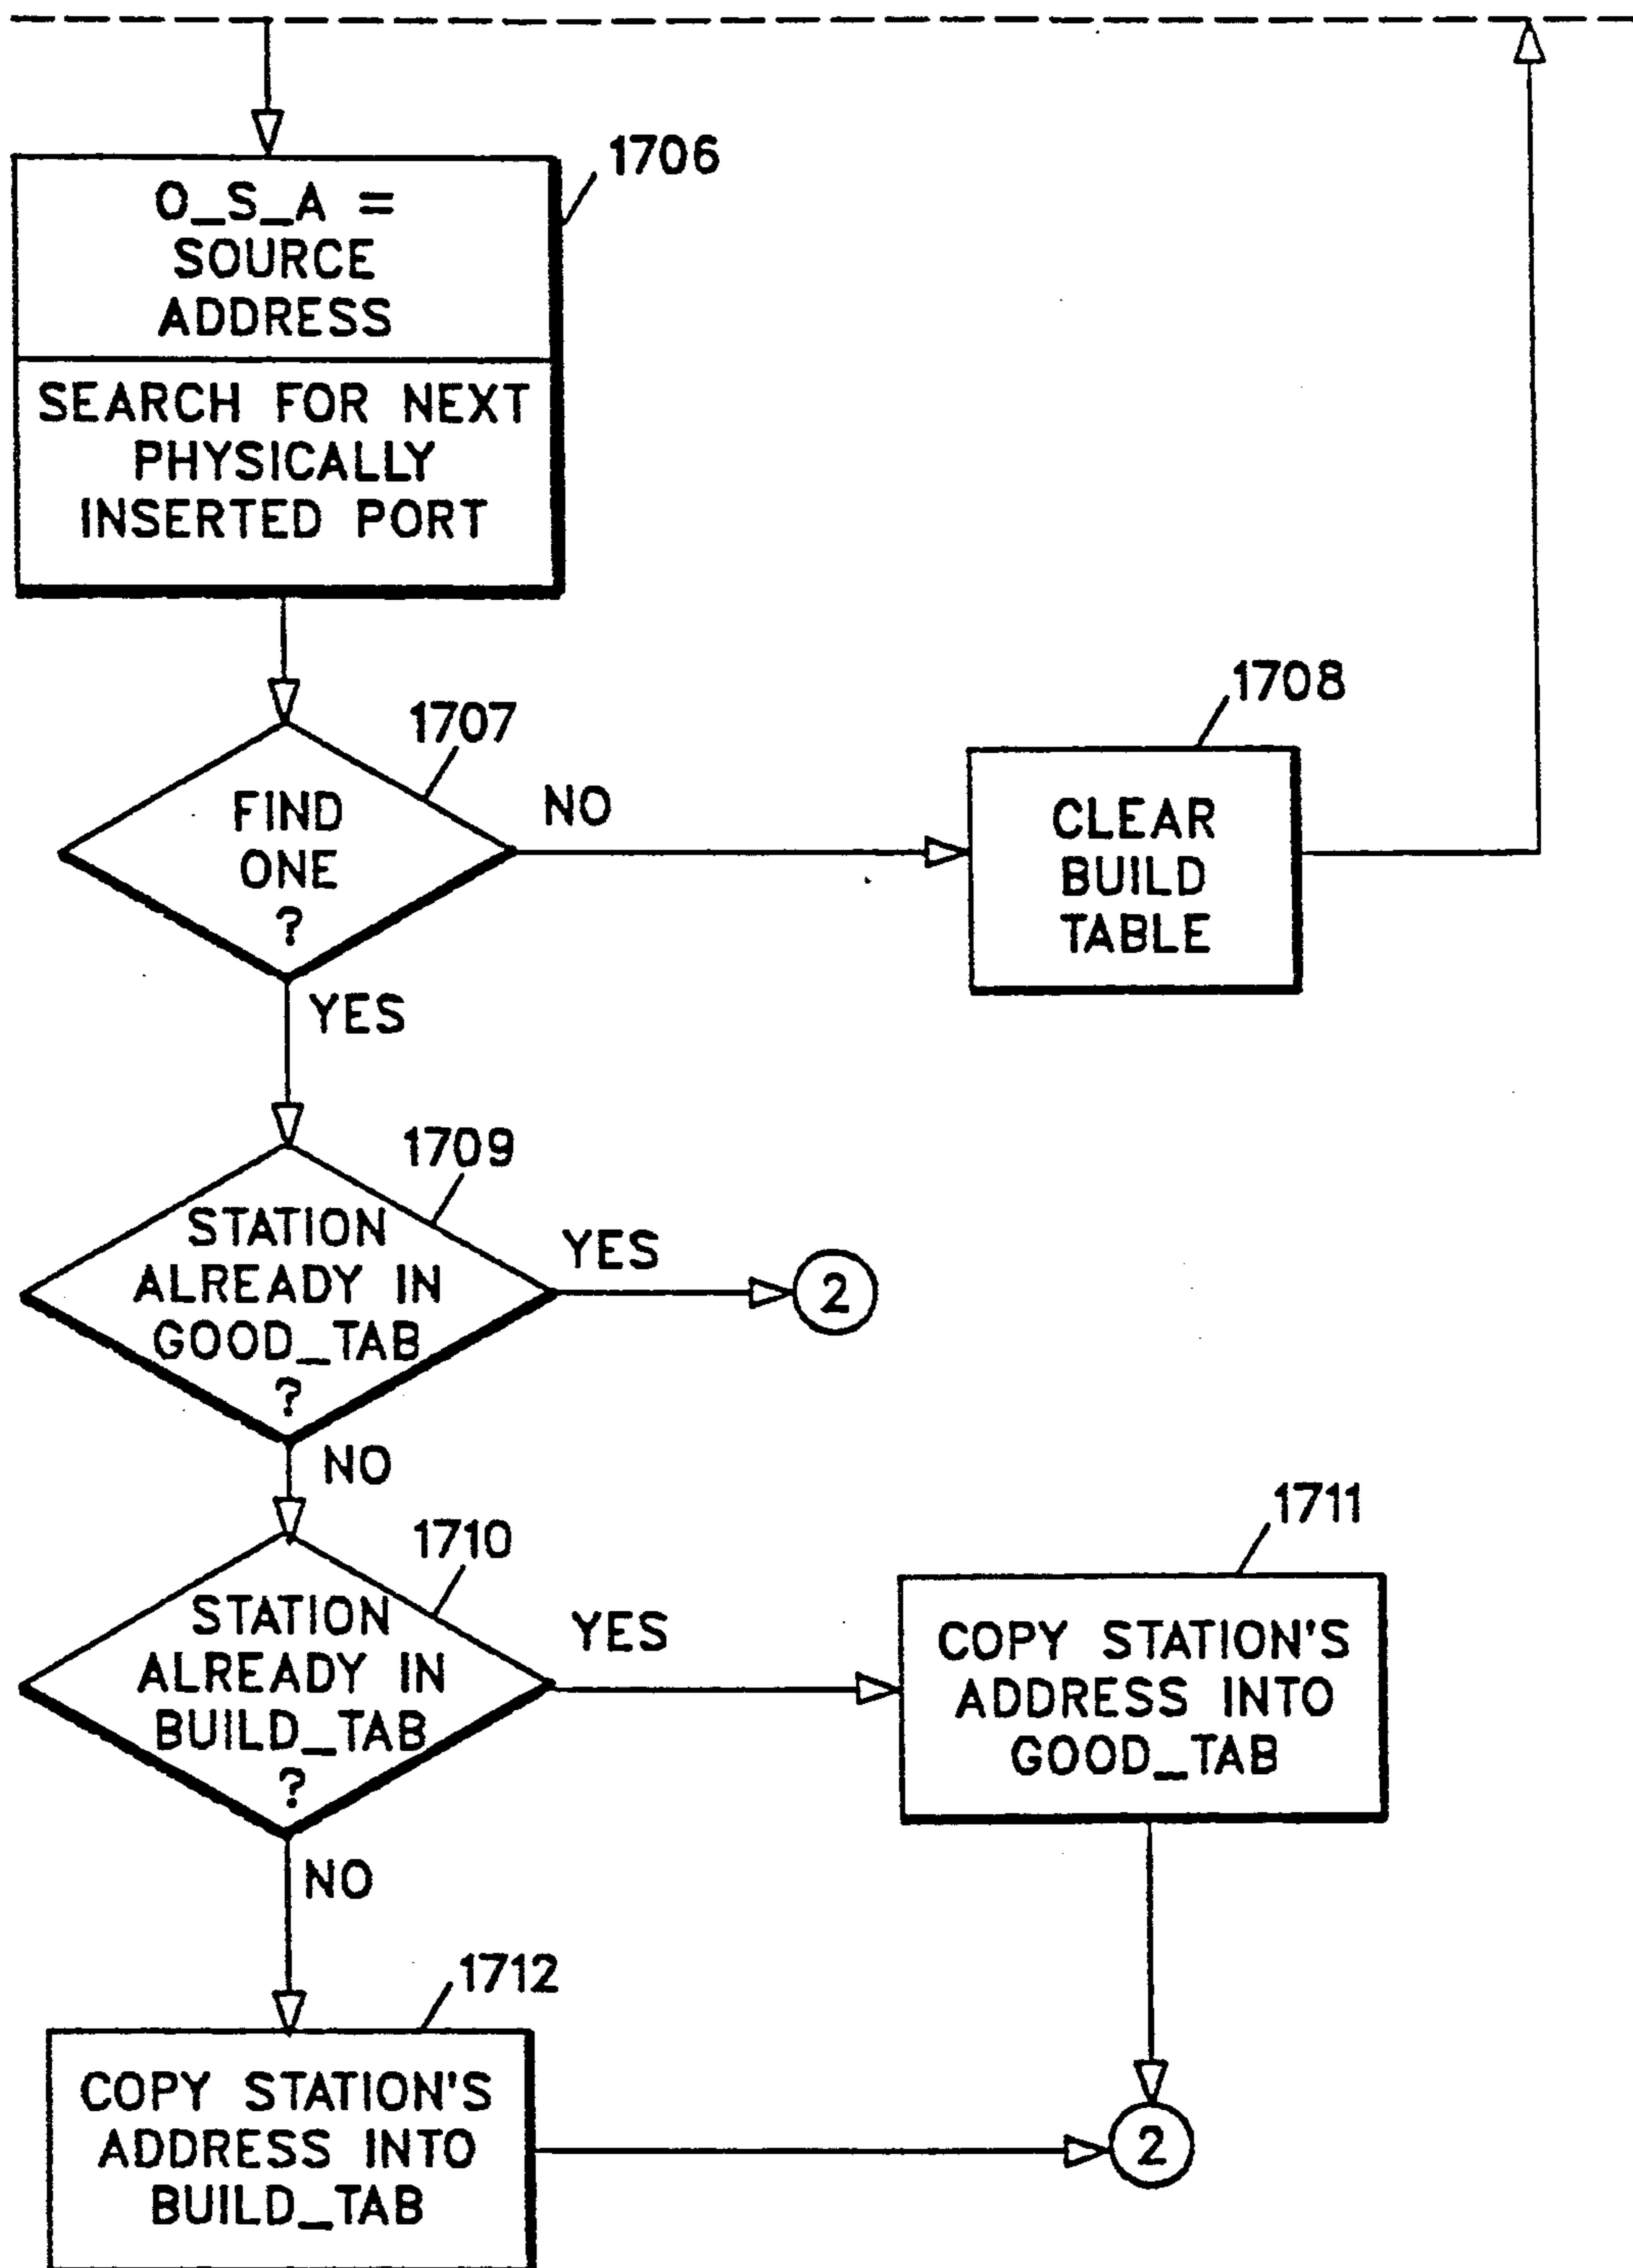 1706
O_S_A =
SOURCE
ADDRESS
SEARCH FOR NEXT
PHYSICALLY
INSERTED PORT
1707
FIND
ONE
?
NO
1708
CLEAR
BUILD
TABLE
YES
1709
STATION
ALREADY IN
GOOD_TAB
?
YES
2
NO
1710
STATION
ALREADY IN
BUILD_TAB
?
YES
1711
COPY STATION'S
ADDRESS INTO
GOOD_TAB
NO
1712
COPY STATION'S
ADDRESS INTO
BUILD_TAB
2